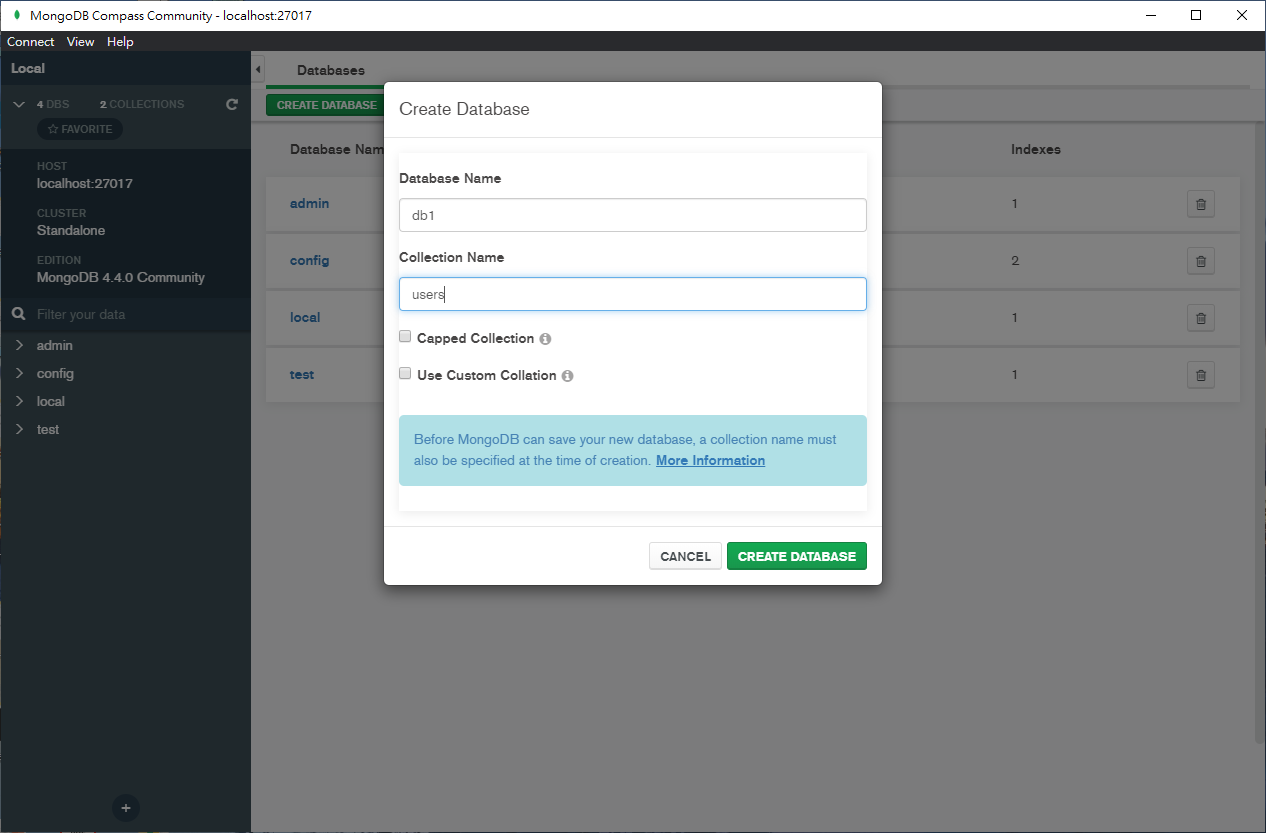 MongoDB Compass Community - localhost:27017
Connect View Help
Local
4 DBS 2 COLLECTIONS
FAVORITE
HOST
localhost:27017
CLUSTER
Standalone
EDITION
MongoDB 4.4.0 Community
Filter your data
admin
config
local
test
Databases
CREATE DATABASE
Database Nam
Indexes
admin
1
config
2
local
1
test
1
Create Database
Database Name
db1
Collection Name
users
Capped Collection
Use Custom Collation
Before MongoDB can save your new database, a collection name must
also be specified at the time of creation. More Information
CANCEL CREATE DATABASE